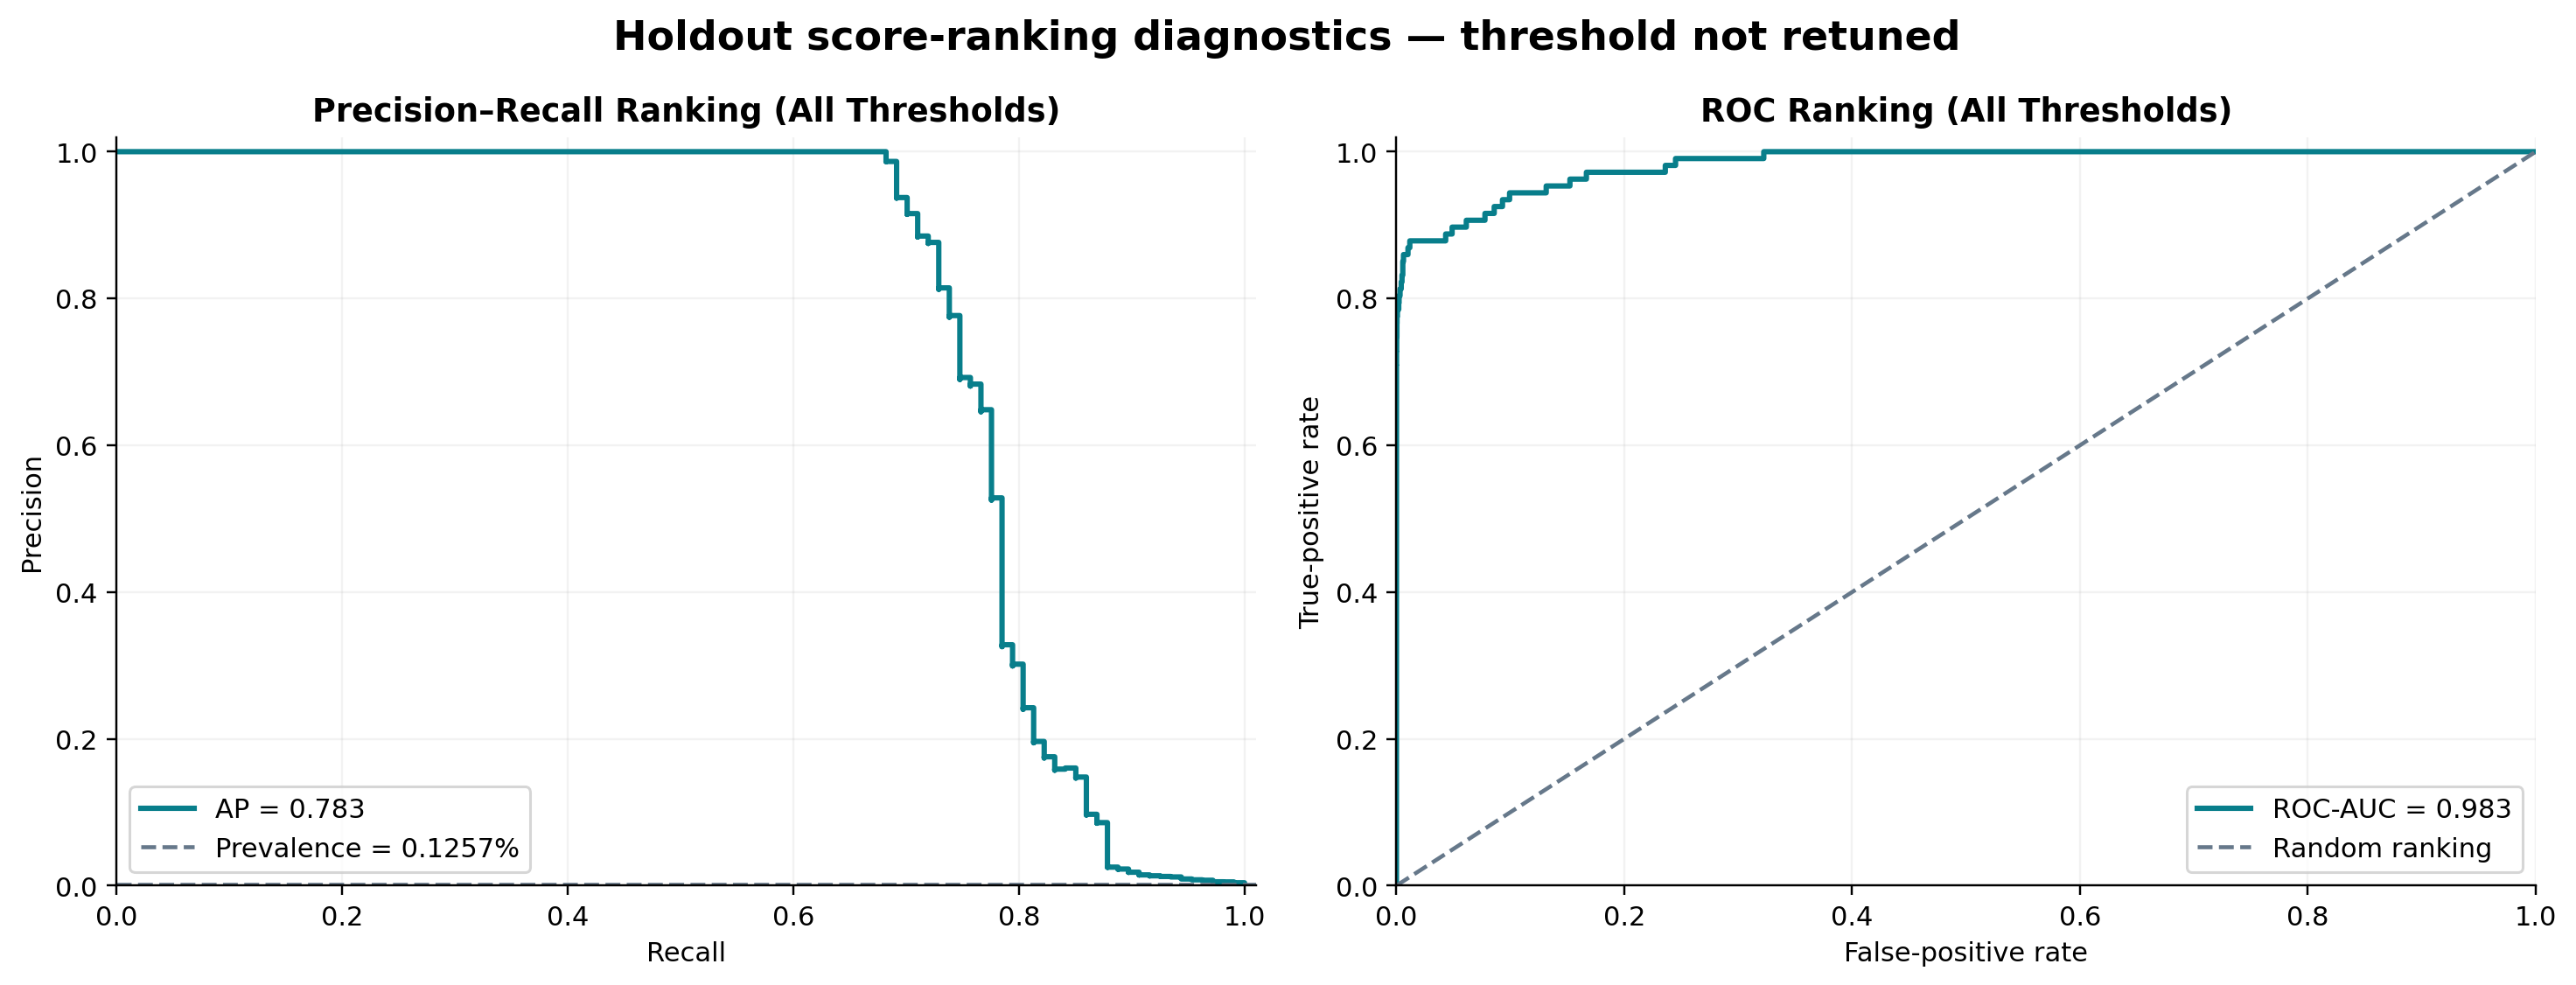 Holdout score-ranking diagnostics — threshold not retuned
Precision–Recall Ranking (All Thresholds)
1.0
0.8
0.6
0.4
0.2
0.0
Precision
AP = 0.783
Prevalence = 0.1257%
0.0 0.2 0.4 0.6 0.8 1.0
Recall
ROC Ranking (All Thresholds)
1.0
0.8
0.6
0.4
0.2
0.0
True-positive rate
ROC-AUC = 0.983
Random ranking
0.0 0.2 0.4 0.6 0.8 1.0
False-positive rate